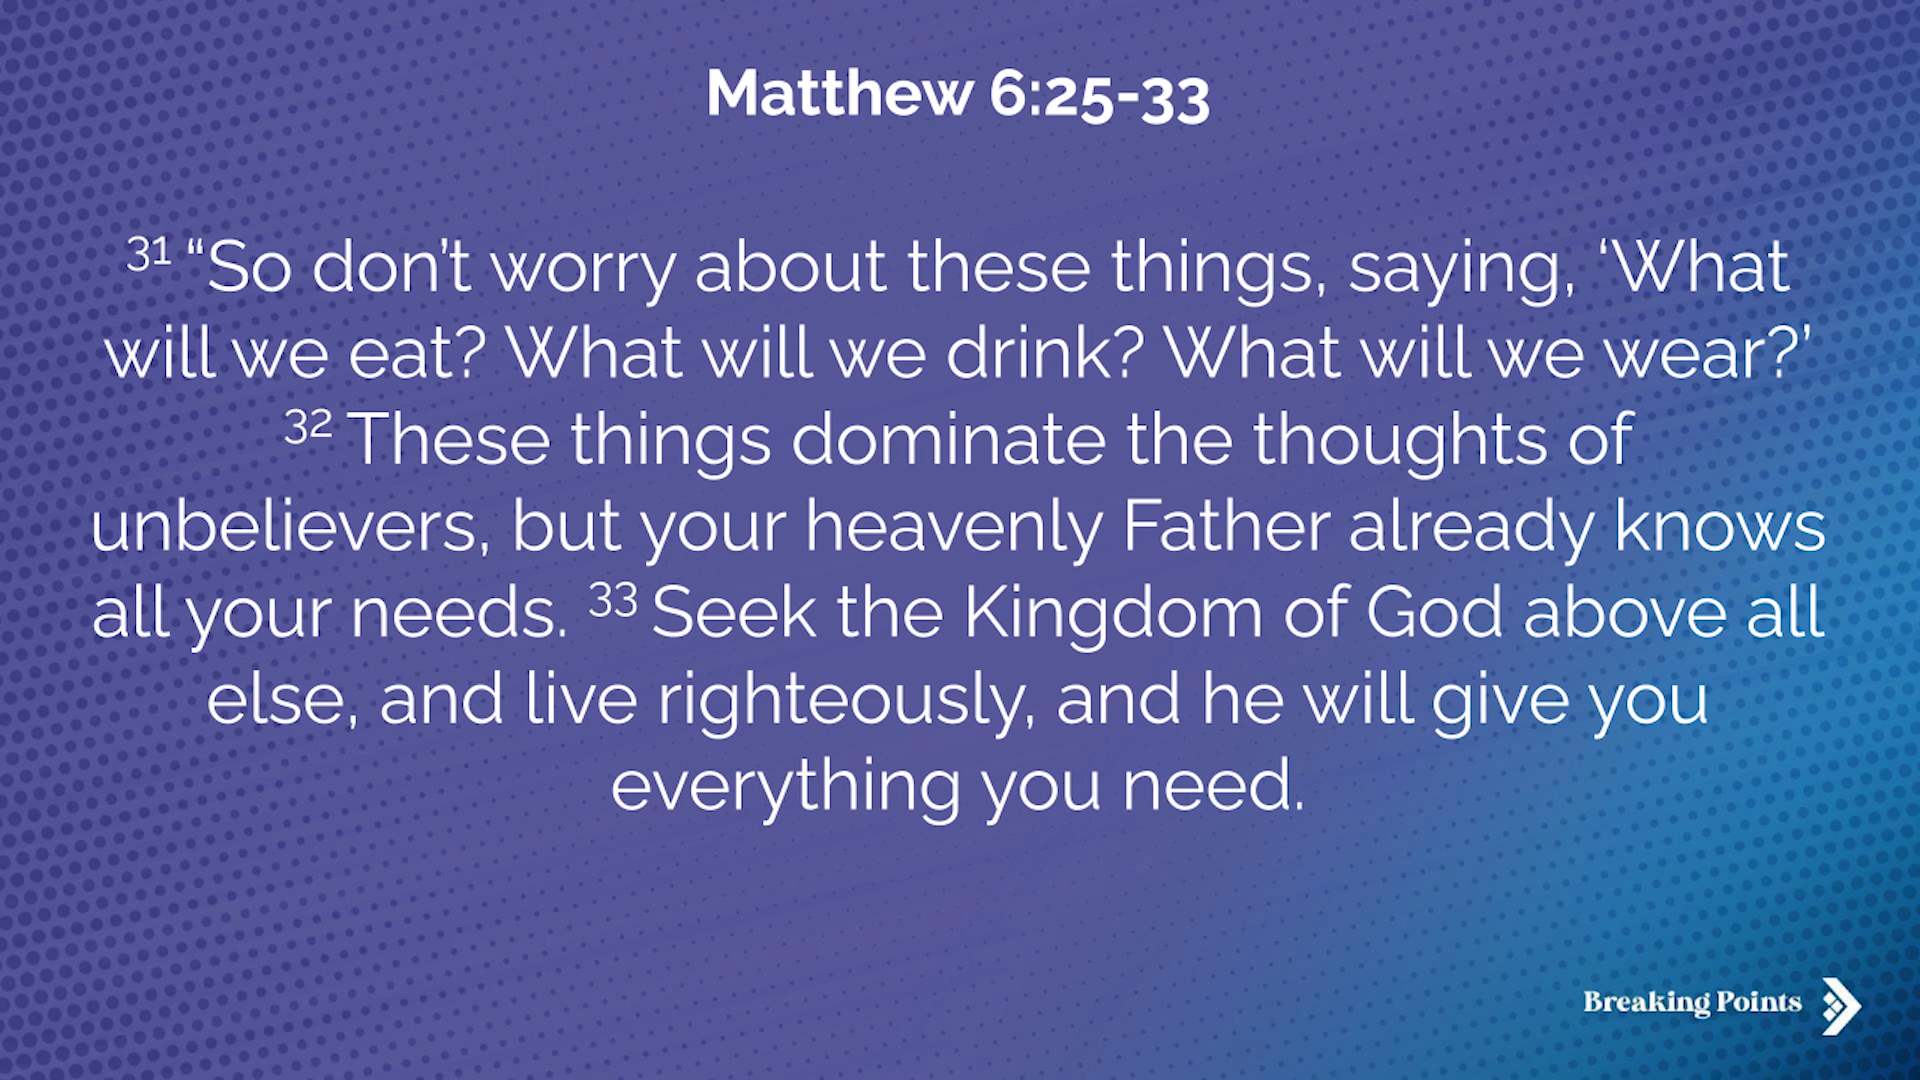 Matthew 6:25-33
31 “So don’t worry about these things, saying, ‘What
will we eat? What will we drink? What will we wear?’
32 These things dominate the thoughts of
unbelievers, but your heavenly Father already knows
all your needs. 33 Seek the Kingdom of God above all
else, and live righteously, and he will give you
everything you need.
Breaking Points